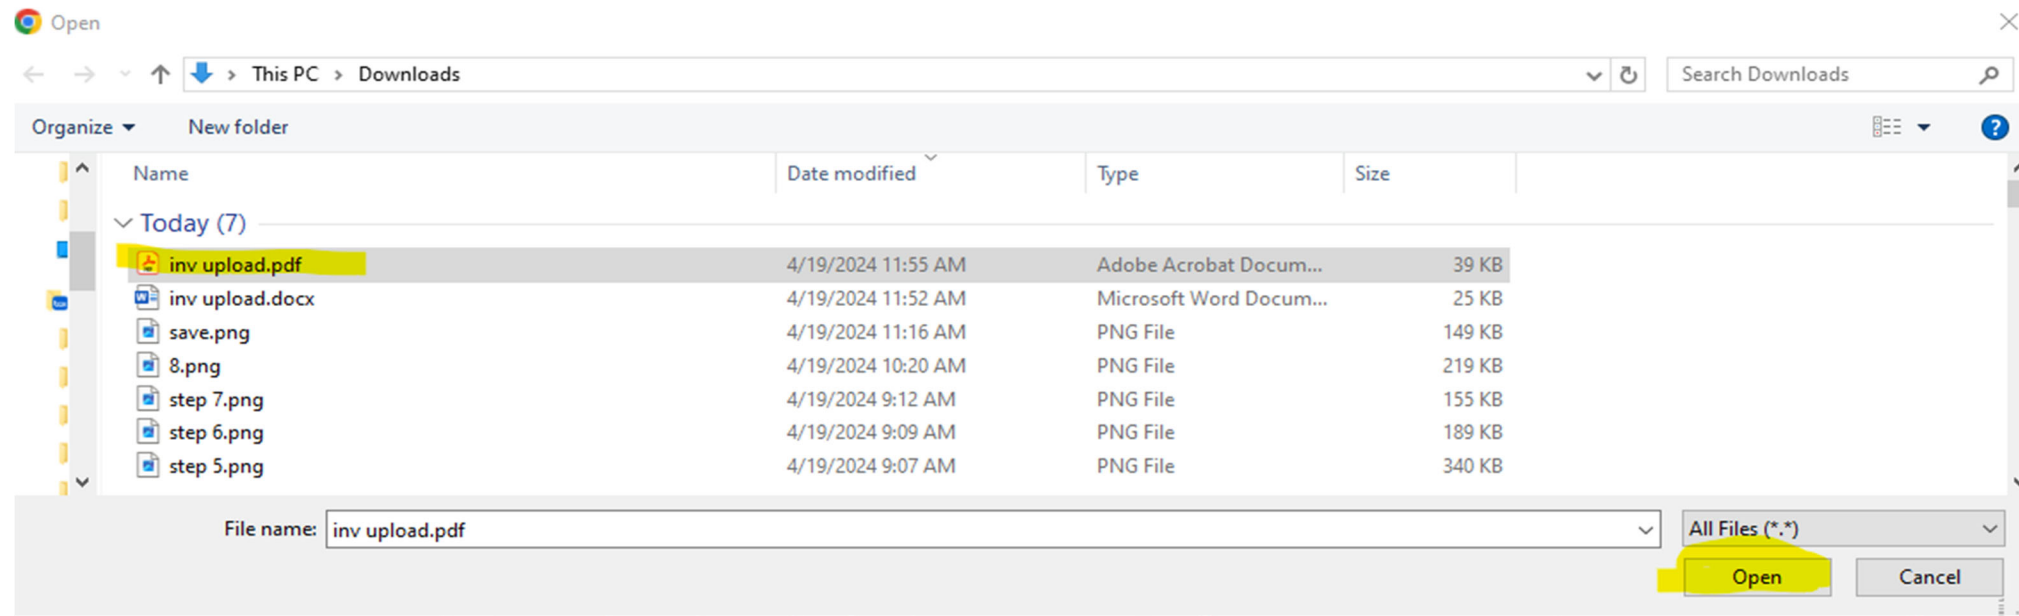 Open
This PC > Downloads
Search Downloads
Organize
New folder
?
Name Date modified Type Size
Today (7)
inv upload.pdf 4/19/2024 11:55 AM Adobe Acrobat Docum... 39 KB
inv upload.docx 4/19/2024 11:52 AM Microsoft Word Docum... 25 KB
save.png 4/19/2024 11:16 AM PNG File 149 KB
8.png 4/19/2024 10:20 AM PNG File 219 KB
step 7.png 4/19/2024 9:12 AM PNG File 155 KB
step 6.png 4/19/2024 9:09 AM PNG File 189 KB
step 5.png 4/19/2024 9:07 AM PNG File 340 KB
File name: inv upload.pdf All Files (*.*)
Open Cancel